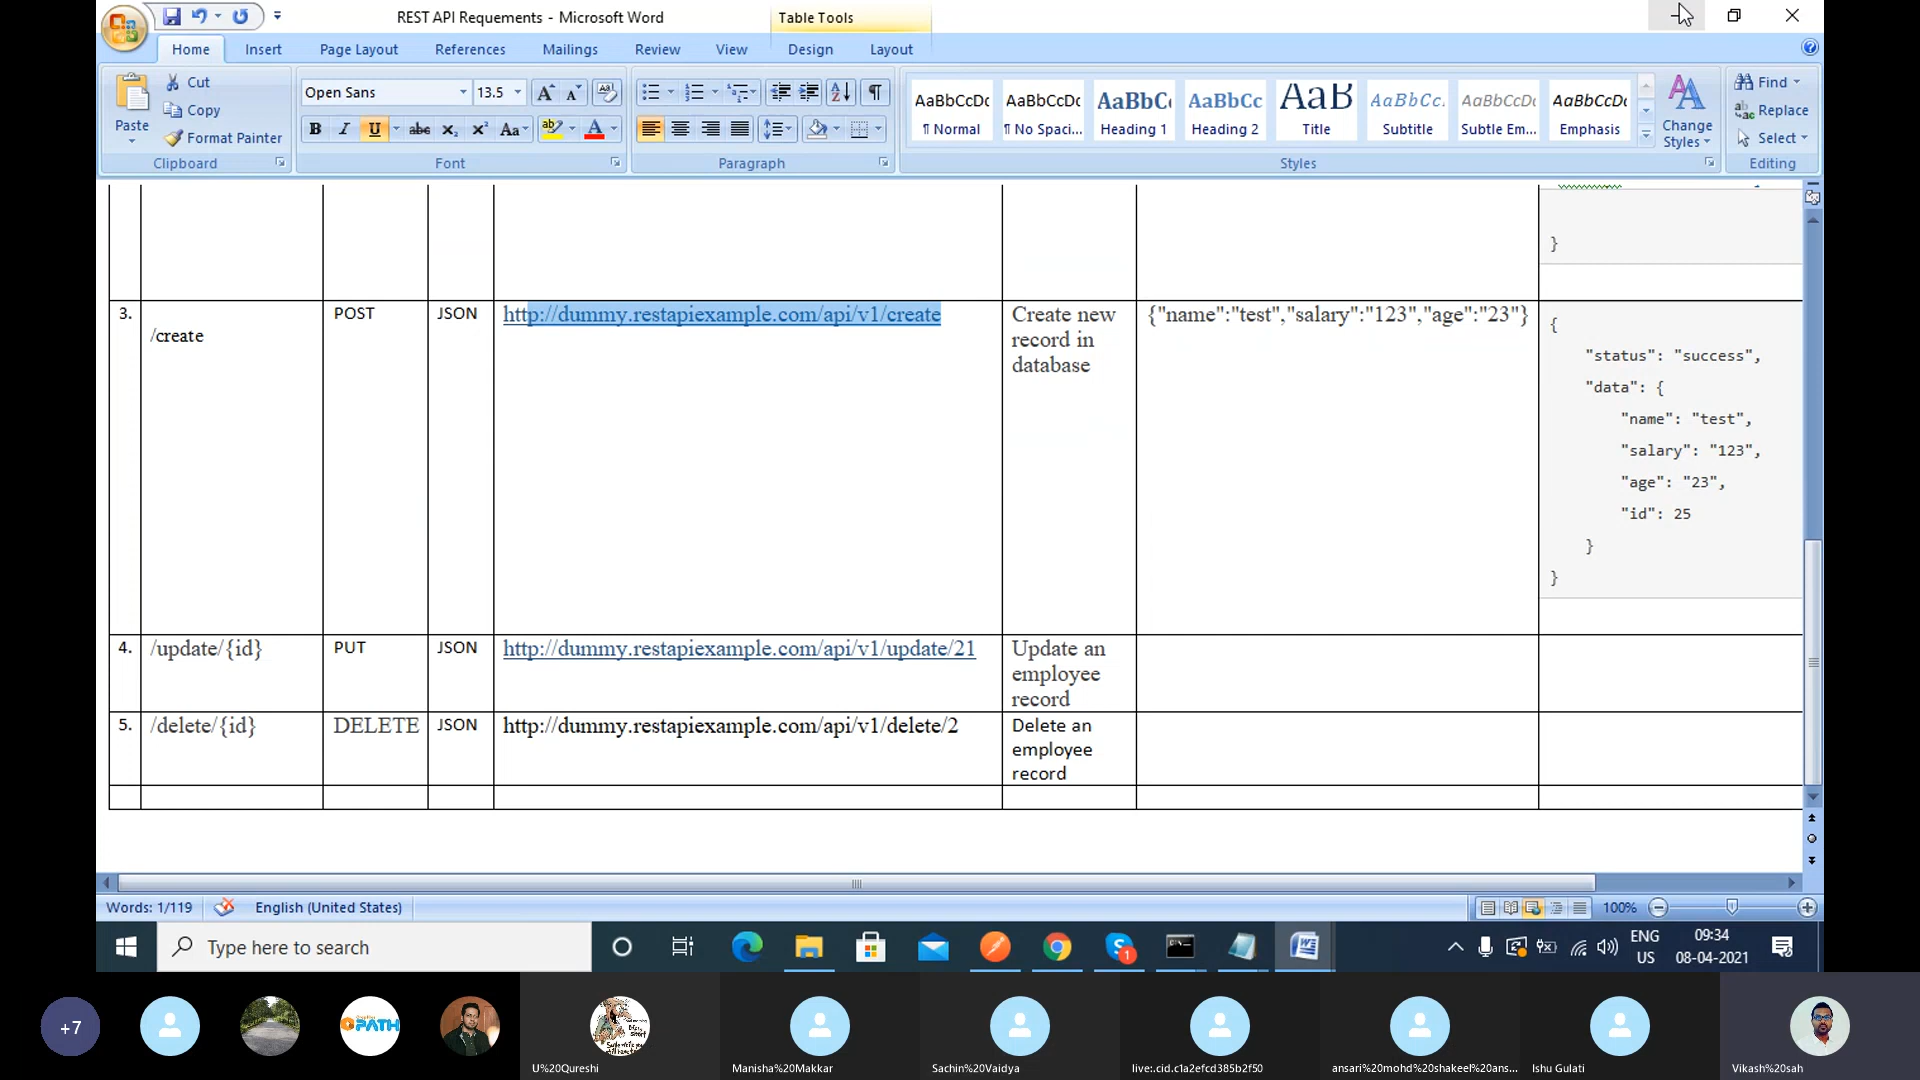 REST API Requements - Microsoft Word
Table Tools
Home
Insert
Page Layout
References
Mailings
Review
View
Design
Layout
Paste
Cut
Copy
Format Painter
Clipboard
Open Sans
13.5
Font
Paragraph
AaBbCcDc
¶ Normal
AaBbCcDc
¶ No Spaci...
AaBbC
Heading 1
AaBbCc
Heading 2
AaB
Title
AaBbCc.
Subtitle
AaBbCcDc
Subtle Em...
AaBbCcDc
Emphasis
Change
Styles
Styles
Find
Replace
Select
Editing
}
3.
/create
POST
JSON
http://dummy.restapiexample.com/api/v1/create
Create new
record in
database
{"name":"test","salary":"123","age":"23"}
{
"status": "success",
"data": {
"name": "test",
"salary": "123",
"age": "23",
"id": 25
}
}
4.
/update/{id}
PUT
JSON
http://dummy.restapiexample.com/api/v1/update/21
Update an
employee
record
5.
/delete/{id}
DELETE
JSON
http://dummy.restapiexample.com/api/v1/delete/2
Delete an
employee
record
Words: 1/119
English (United States)
100%
Type here to search
ENG
US
09:34
08-04-2021
+7
PATH
U%20Qureshi
Manisha%20Makkar
Sachin%20Vaidya
live:.cid.c1a2efcd385b2f50
ansari%20mohd%20shakeel%20ans...
Ishu Gulati
Vikash%20sah